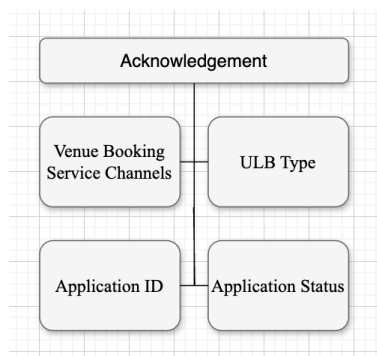 Acknowledgement
Venue Booking
Service Channels
ULB Type
Application ID
Application Status